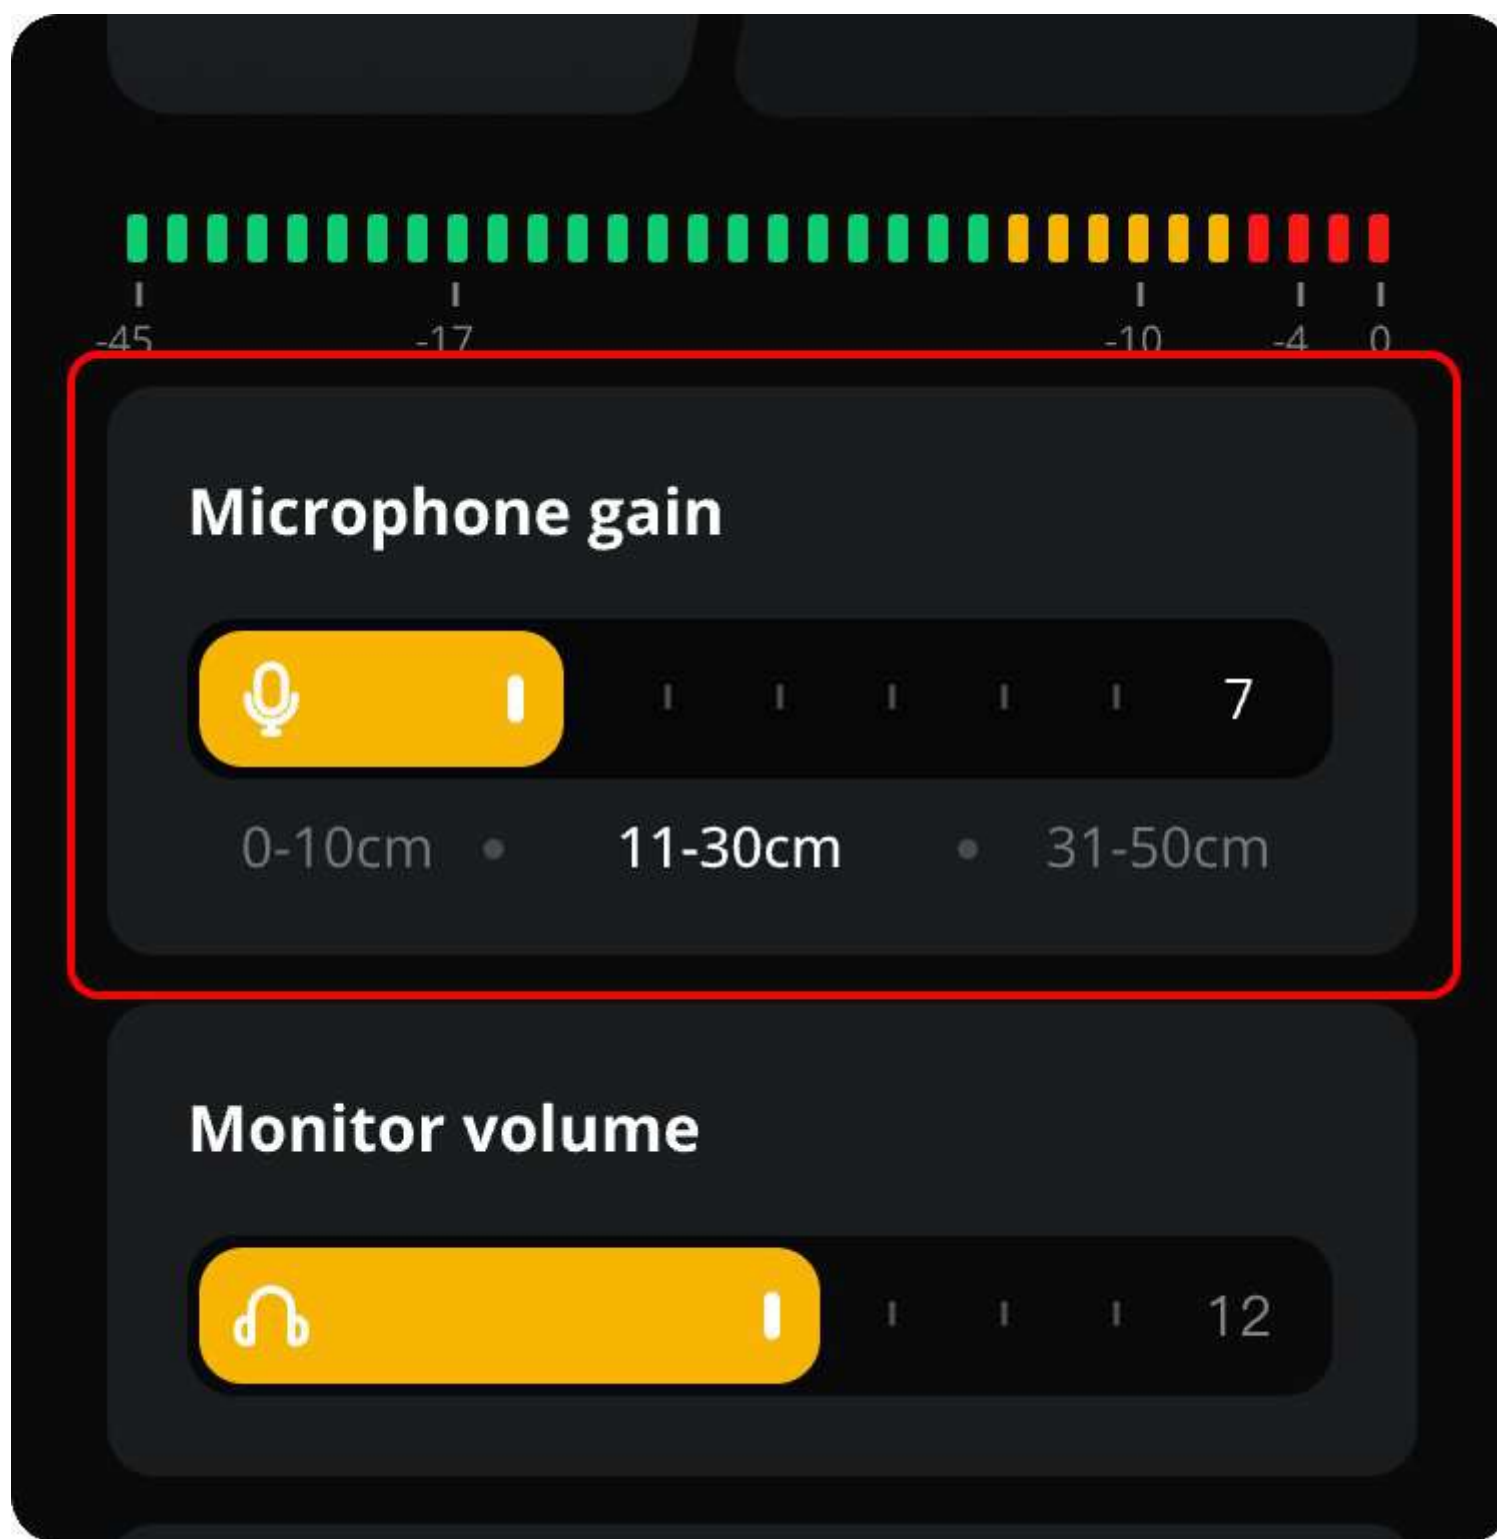 -45 -17 -10 -4 0
Microphone gain
7
0-10cm • 11-30cm • 31-50cm
Monitor volume
12